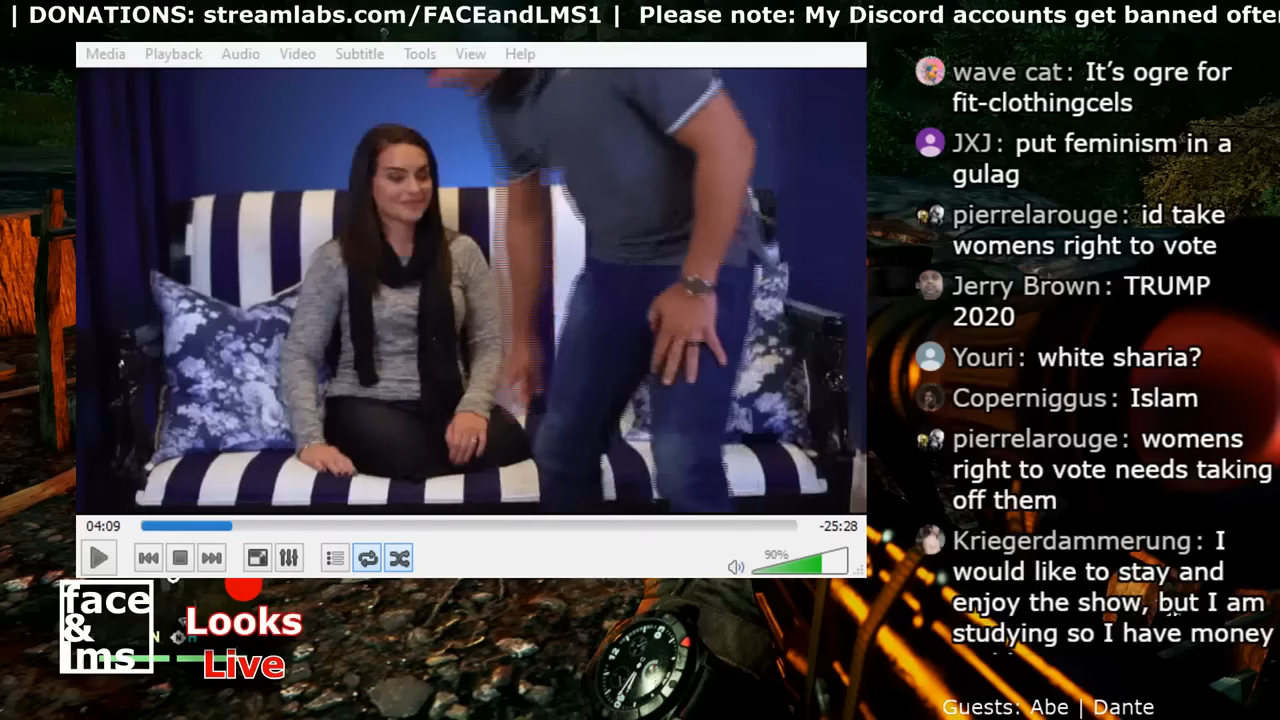 | DONATIONS: streamlabs.com/FACEandLMS1 | Please note: My Discord accounts get banned often
Media Playback Audio Video Subtitle Tools View Help
04:09
-25:28
90%
face
&
lms
Looks
Live
wave cat: It’s ogre for
fit-clothingcels
JXJ: put feminism in a
gulag
pierrelarouge: id take
womens right to vote
Jerry Brown: TRUMP
2020
Youri: white sharia?
Coperniggus: Islam
pierrelarouge: womens
right to vote needs taking
off them
Kriegerdammerung: I
would like to stay and
enjoy the show, but I am
studying so I have money
Guests: Abe | Dante